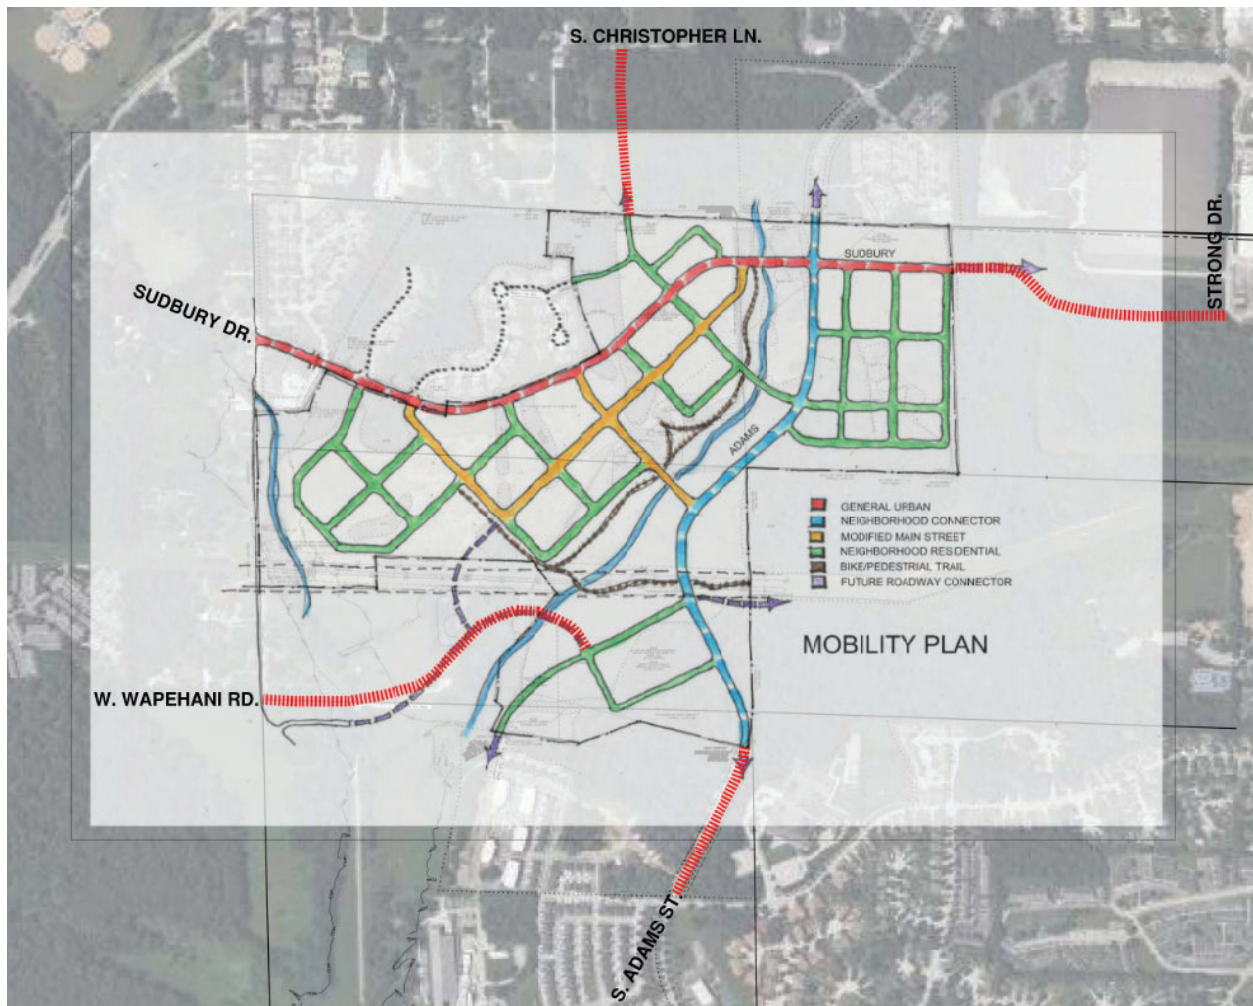 S. CHRISTOPHER LN.
STRONG DR.
SUDBURY
SUDBURY DR.
ADAMS
GENERAL URBAN
NEIGHBORHOOD CONNECTOR
MODIFIED MAIN STREET
NEIGHBORHOOD RESIDENTIAL
BIKE/PEDESTRIAL TRAIL
FUTURE ROADWAY CONNECTOR
MOBILITY PLAN
W. WAPEHANI RD.
S. ADAMS ST.